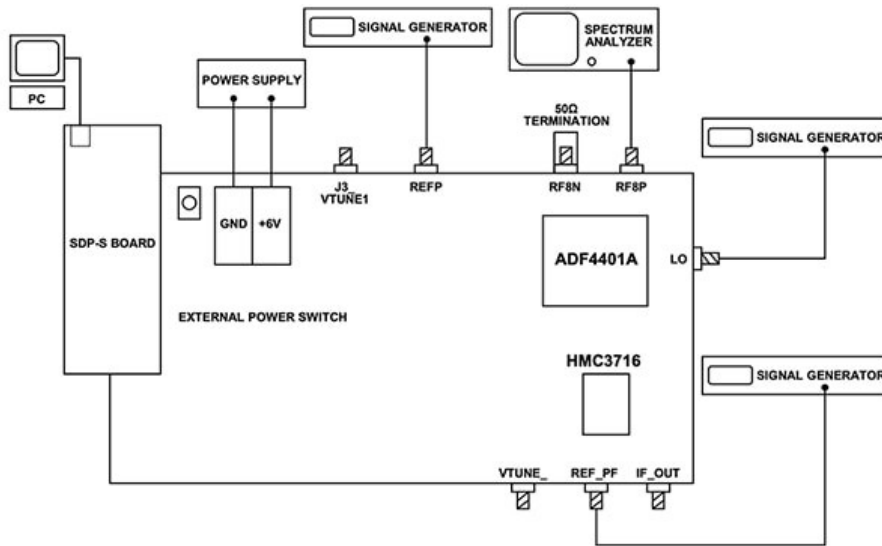 SIGNAL GENERATOR
SPECTRUM
ANALYZER
POWER SUPPLY
PC
50Ω
TERMINATION
SIGNAL GENERATOR
J3_
VTUNE1
REFP
RF8N
RF8P
GND
+6V
SDP-S BOARD
ADF4401A
LO
EXTERNAL POWER SWITCH
HMC3716
SIGNAL GENERATOR
VTUNE_
REF_PF
IF_OUT